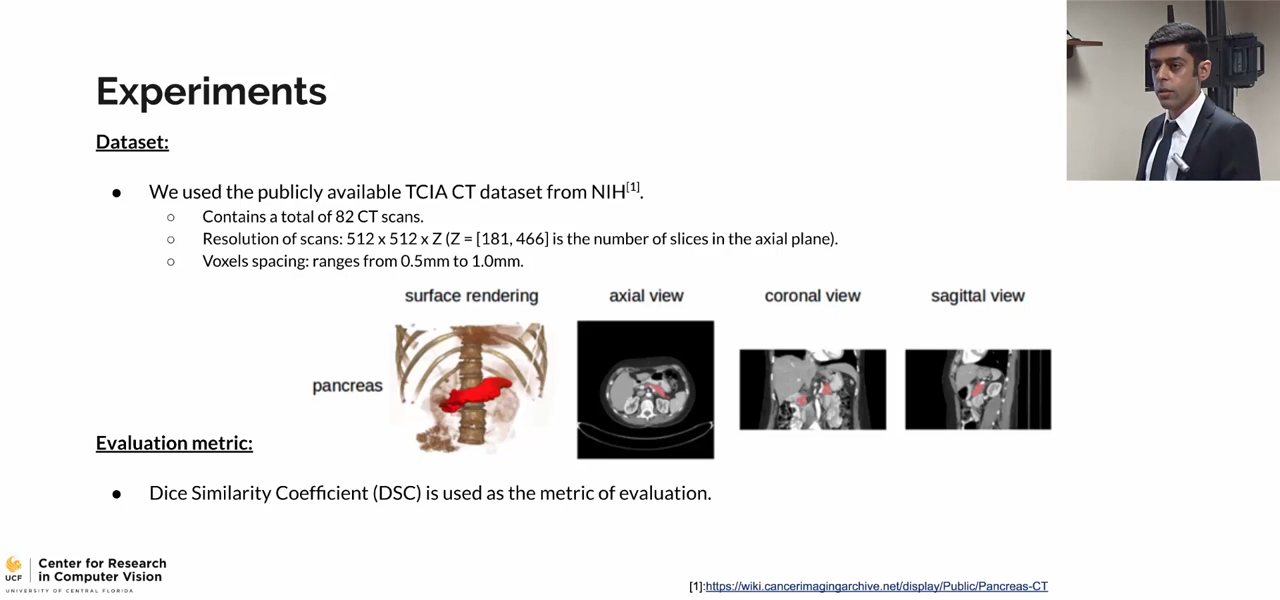 Experiments
Dataset:
● We used the publicly available TCIA CT dataset from NIH[1].
○ Contains a total of 82 CT scans.
○ Resolution of scans: 512 x 512 x Z (Z = [181, 466] is the number of slices in the axial plane).
○ Voxels spacing: ranges from 0.5mm to 1.0mm.
surface rendering axial view coronal view sagittal view
pancreas
Evaluation metric:
● Dice Similarity Coefficient (DSC) is used as the metric of evaluation.
UCF
Center for Research
in Computer Vision
UNIVERSITY OF CENTRAL FLORIDA
[1]:https://wiki.cancerimagingarchive.net/display/Public/Pancreas-CT